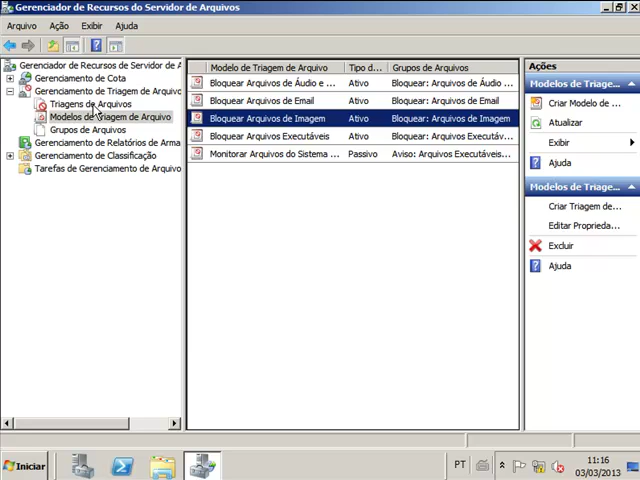 Gerenciador de Recursos do Servidor de Arquivos
Arquivo Ação Exibir Ajuda
Gerenciador de Recursos do Servidor de A
Gerenciamento de Cota
Gerenciamento de Triagem de Arquivo
Triagens de Arquivos
Modelos de Triagem de Arquivo
Grupos de Arquivos
Gerenciamento de Relatórios de Arma
Gerenciamento de Classificação
Tarefas de Gerenciamento de Arquivo
Modelo de Triagem de Arquivo Tipo d... Grupos de Arquivos
Bloquear Arquivos de Áudio e ... Ativo Bloquear: Arquivos de Áudio ...
Bloquear Arquivos de Email Ativo Bloquear: Arquivos de Email
Bloquear Arquivos de Imagem Ativo Bloquear: Arquivos de Imagem
Bloquear Arquivos Executáveis Ativo Bloquear: Arquivos Executáv...
Monitorar Arquivos do Sistema ... Passivo Aviso: Arquivos Executáveis...
Ações
Modelos de Triage...
Criar Modelo de ...
Atualizar
Exibir
Ajuda
Modelos de Triage...
Criar Triagem de...
Editar Proprieda...
Excluir
Ajuda
Iniciar
PT
11:16
03/03/2013